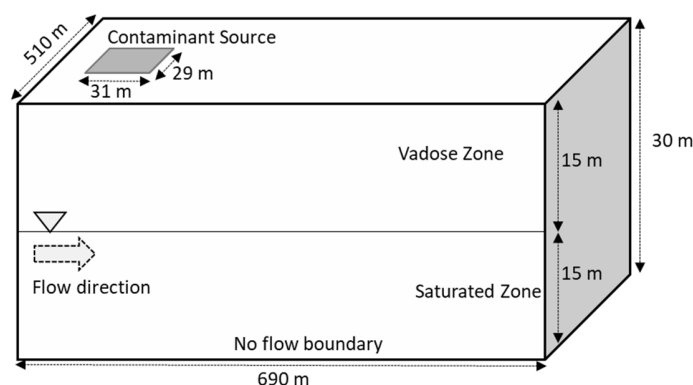 510 m
Contaminant Source
29 m
31 m
30 m
Vadose Zone
15 m
15 m
Flow direction
Saturated Zone
No flow boundary
690 m